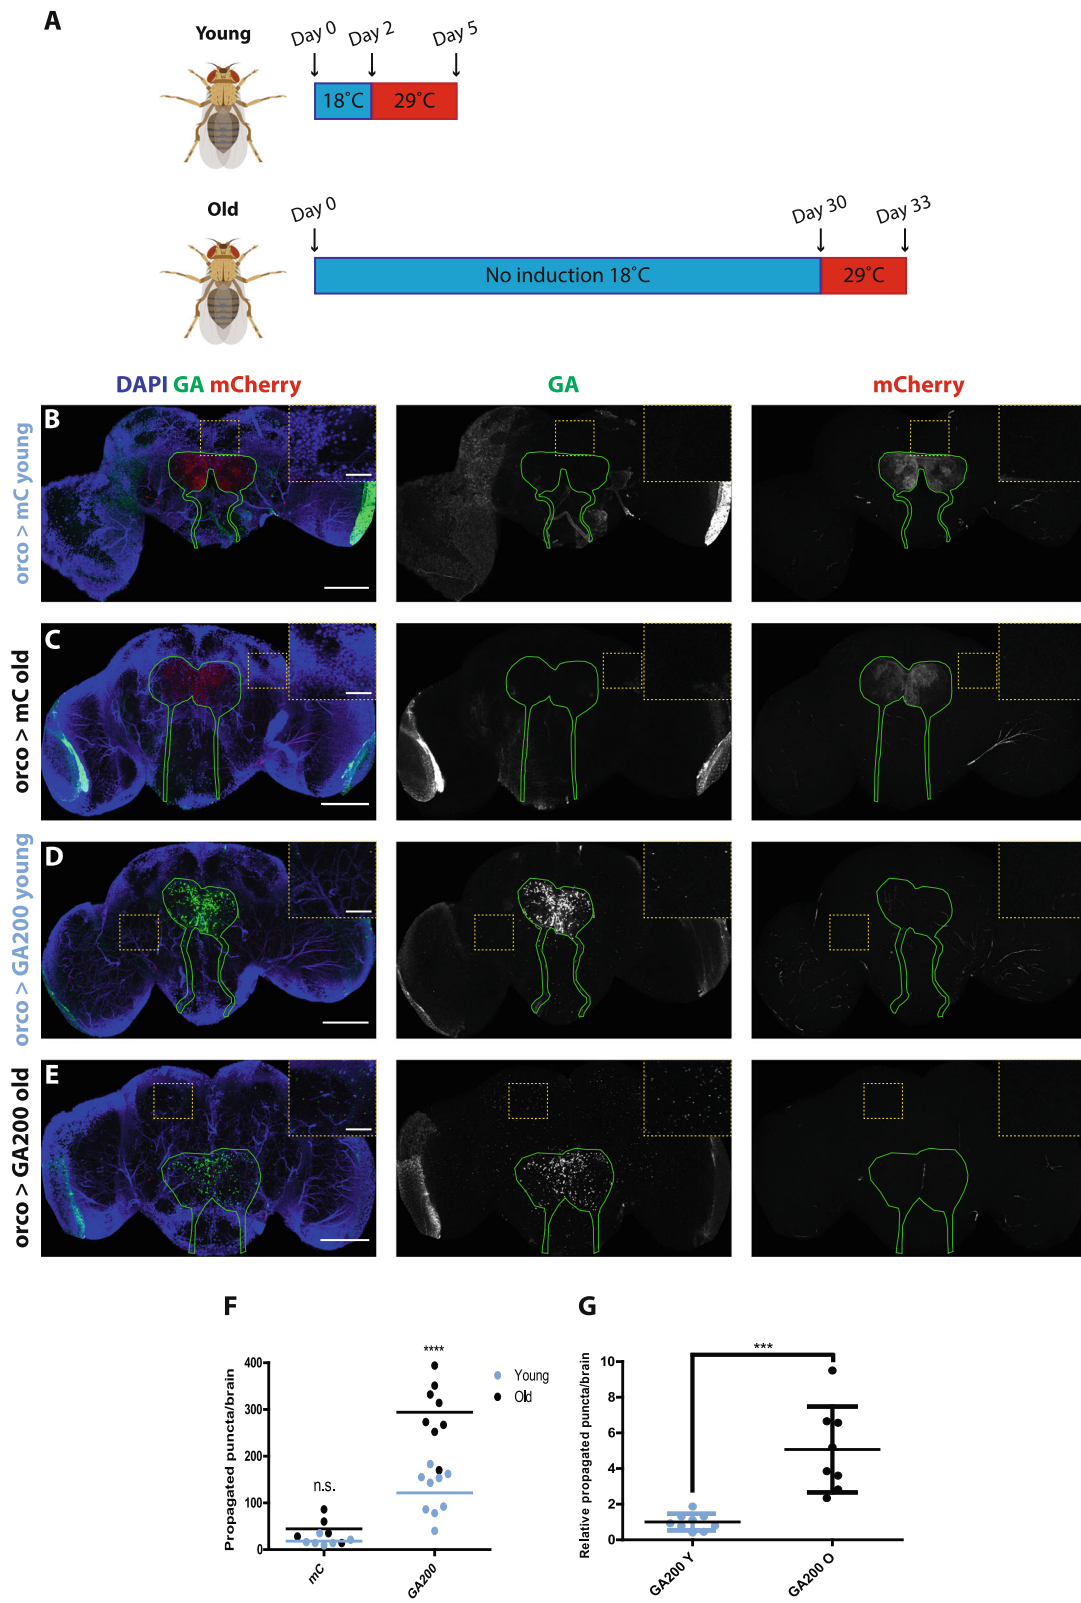 A
Young
Day 0
Day 2
Day 5
18˚C
29˚C
Old
Day 0
Day 30
Day 33
No induction 18˚C
29˚C
DAPI GA mCherry
GA
mCherry
B
orco > mC young
C
orco > mC old
D
orco > GA200 young
E
orco > GA200 old
F
Propagated puncta/brain
400
300
200
100
0
n.s.
****
mC
GA200
Young
Old
G
Relative propagated puncta/brain
10
8
6
4
2
0
***
GA200 Y
GA200 O